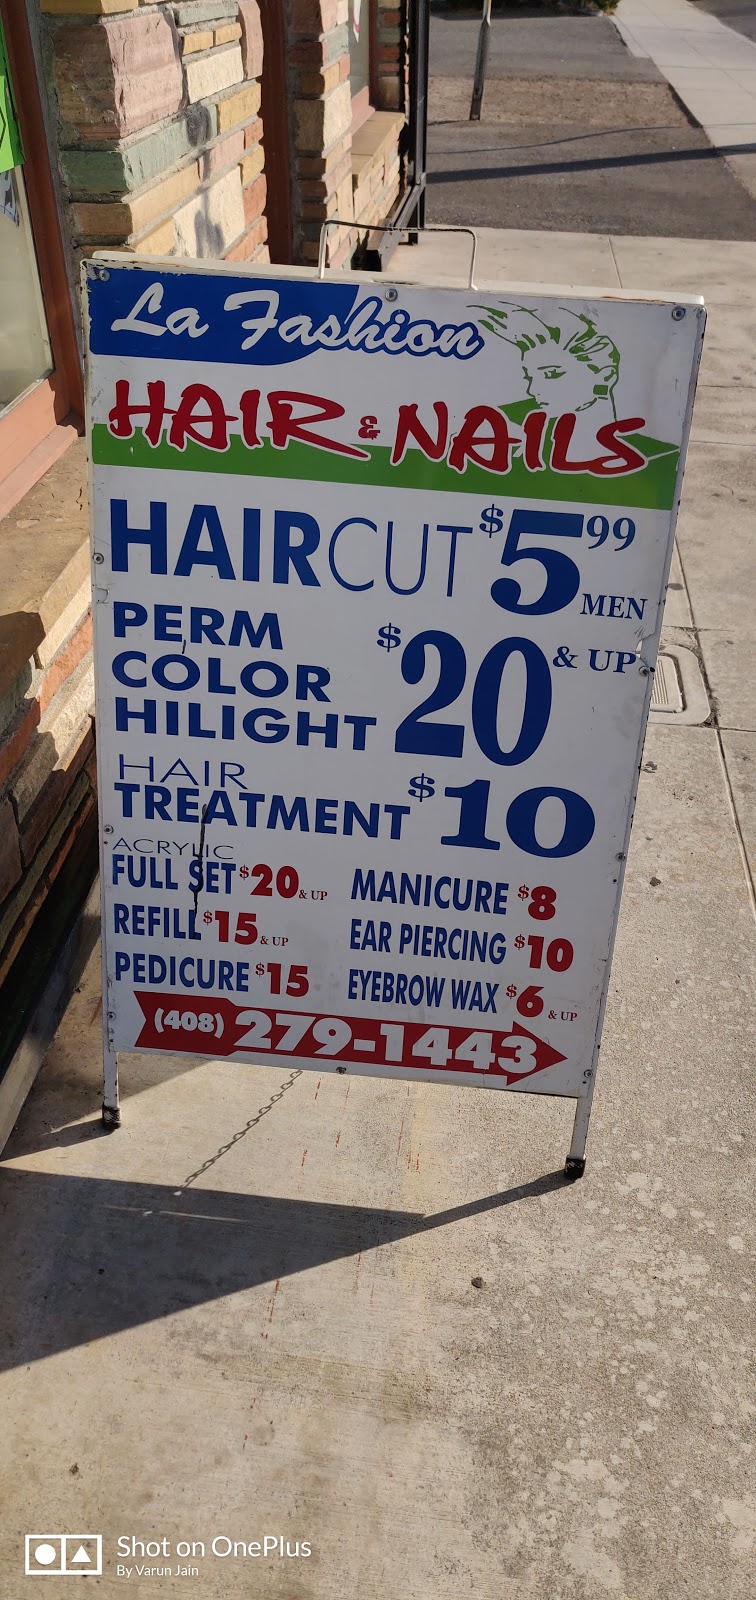 La Fashion
HAIR & NAILS
HAIRCUT $5.99 MEN
PERM
COLOR
HILIGHT
$20 & UP
HAIR
TREATMENT $10
ACRYLIC
FULL SET $20 & UP
REFILL $15 & UP
PEDICURE $15
MANICURE $8
EAR PIERCING $10
EYEBROW WAX $6 & UP
(408) 279-1443
Shot on OnePlus
By Varun Jain